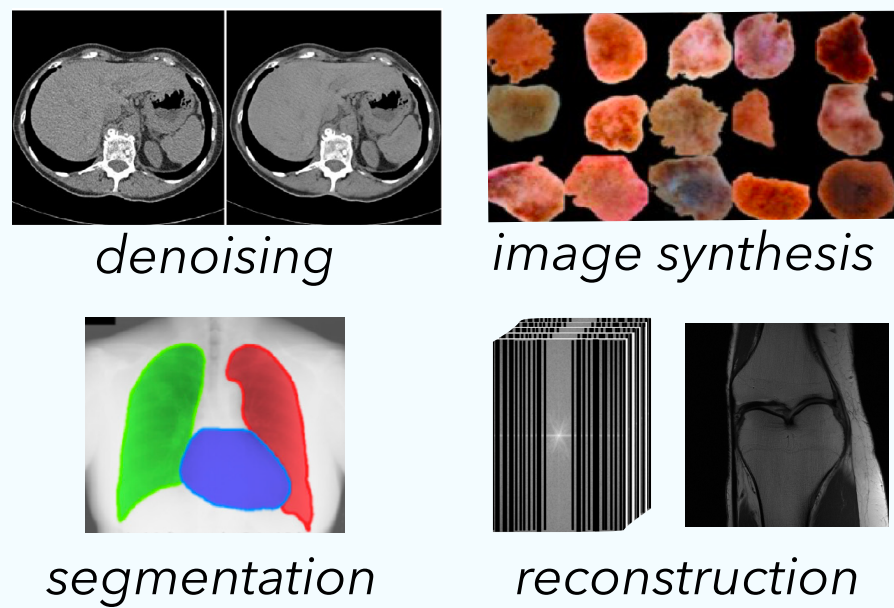 denoising
image synthesis
segmentation
reconstruction